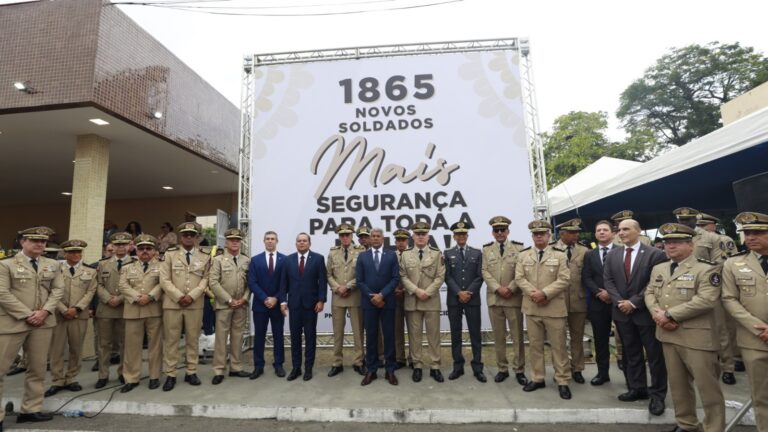 1865
NOVOS
SOLDADOS
Mais
SEGURANÇA
PARA TODA A